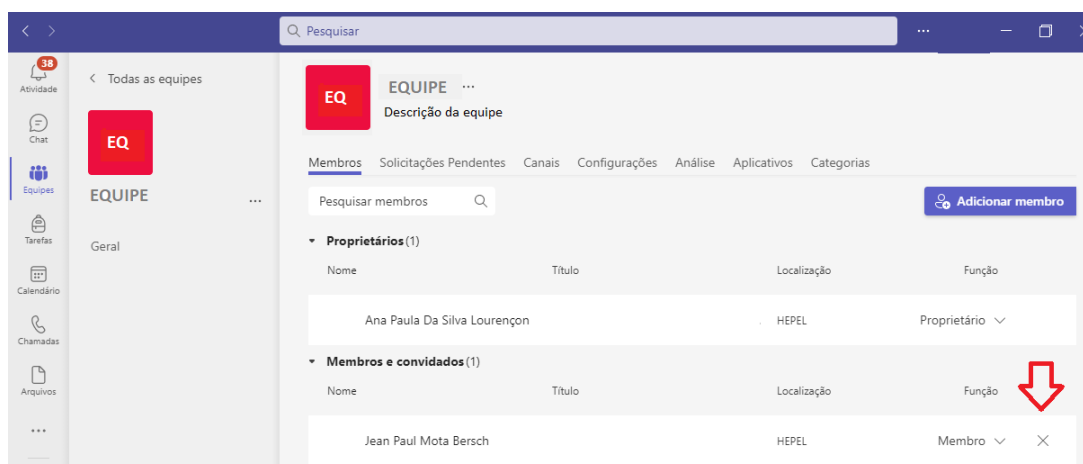 Pesquisar
38
Atividade
Chat
Equipes
Tarefas
Calendário
Chamadas
Arquivos
Todas as equipes
EQ
EQUIPE
Geral
EQ
EQUIPE
Descrição da equipe
Membros Solicitações Pendentes Canais Configurações Análise Aplicativos Categorias
Pesquisar membros
Adicionar membro
Proprietários (1)
Nome Título Localização Função
Ana Paula Da Silva Lourençon HEPEL Proprietário
Membros e convidados (1)
Nome Título Localização Função
Jean Paul Mota Bersch HEPEL Membro